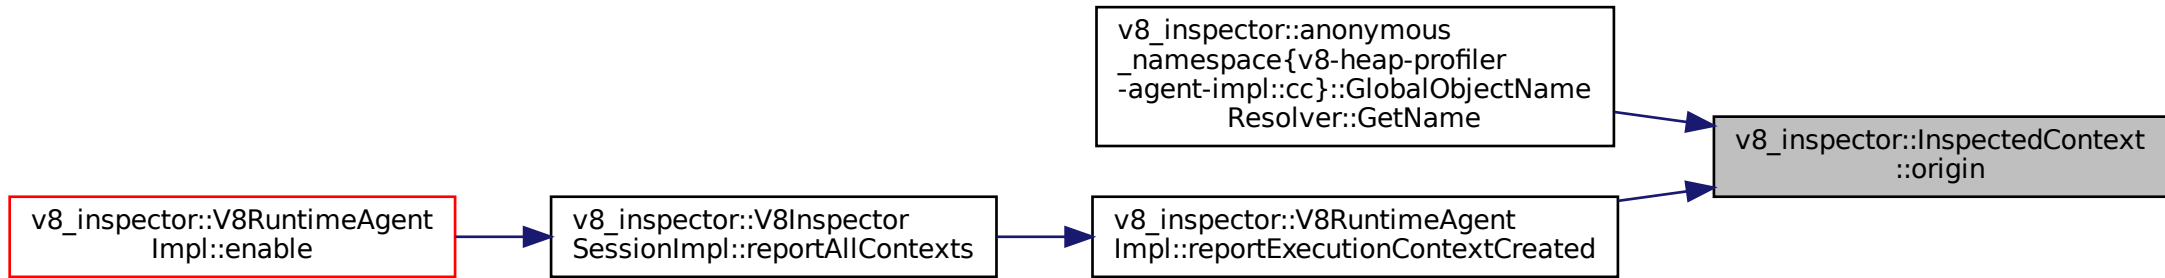 v8_inspector::anonymous
_namespace{v8-heap-profiler
-agent-impl::cc}::GlobalObjectName
Resolver::GetName
v8_inspector::InspectedContext
::origin
v8_inspector::V8RuntimeAgent
Impl::enable
v8_inspector::V8Inspector
SessionImpl::reportAllContexts
v8_inspector::V8RuntimeAgent
Impl::reportExecutionContextCreated